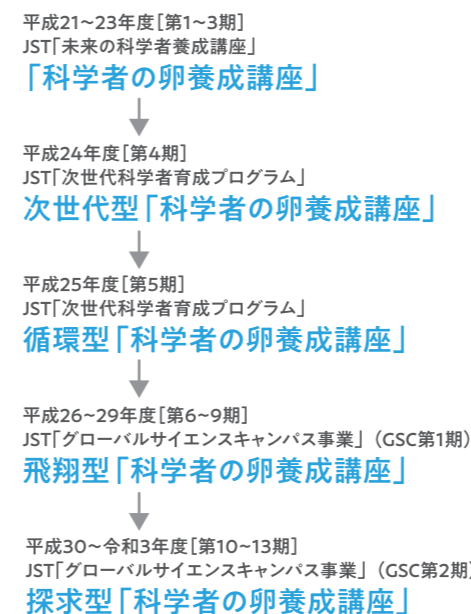 平成21~23年度[第1~3期]
JST「未来の科学者養成講座」
「科学者の卵養成講座」
平成24年度[第4期]
JST「次世代科学者育成プログラム」
次世代型「科学者の卵養成講座」
平成25年度[第5期]
JST「次世代科学者育成プログラム」
循環型「科学者の卵養成講座」
平成26~29年度[第6~9期]
JST「グローバルサイエンスキャンパス事業」（GSC第1期）
飛翔型「科学者の卵養成講座」
平成30~令和3年度[第10~13期]
JST「グローバルサイエンスキャンパス事業」（GSC第2期）
探求型「科学者の卵養成講座」